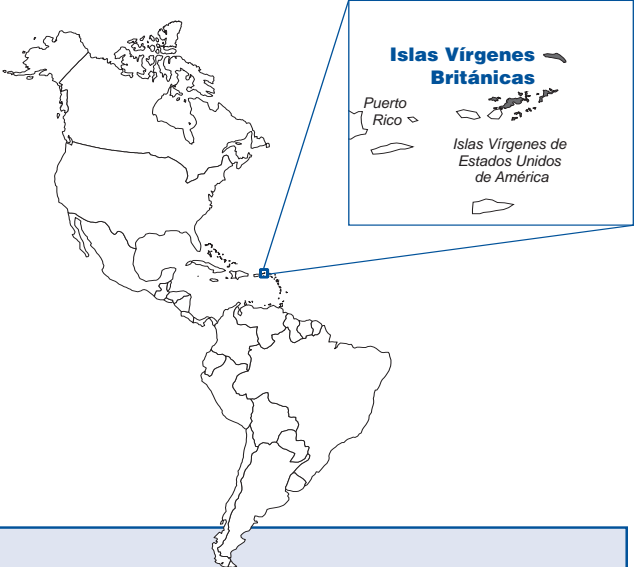 Islas Vírgenes
Británicas
Puerto
Rico
Islas Vírgenes de
Estados Unidos
de América